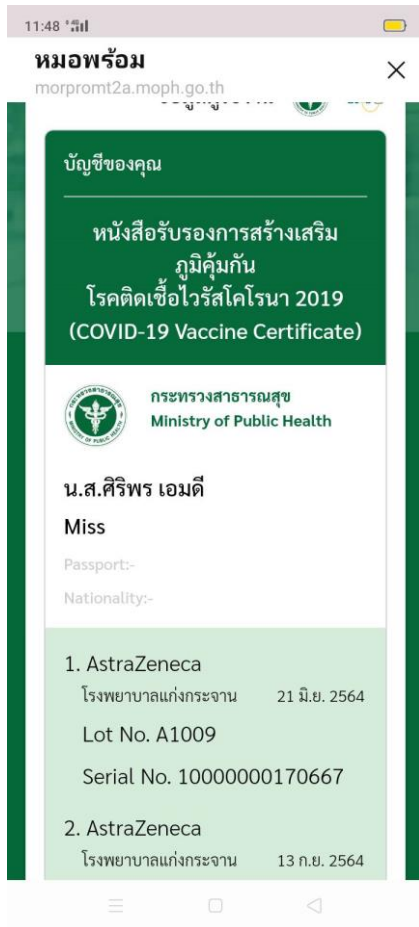 11:48
หมอพร้อม
morpromt2a.moph.go.th
บัญชีของคุณ
หนังสือรับรองการสร้างเสริม
ภูมิคุ้มกัน
โรคติดเชื้อไวรัสโคโรนา 2019
(COVID-19 Vaccine Certificate)
กระทรวงสาธารณสุข
Ministry of Public Health
น.ส.ศิริพร เอมดี
Miss
Passport:-
Nationality:-
1. AstraZeneca
โรงพยาบาลแก่งกระจาน 21 มิ.ย. 2564
Lot No. A1009
Serial No. 10000000170667
2. AstraZeneca
โรงพยาบาลแก่งกระจาน 13 ก.ย. 2564